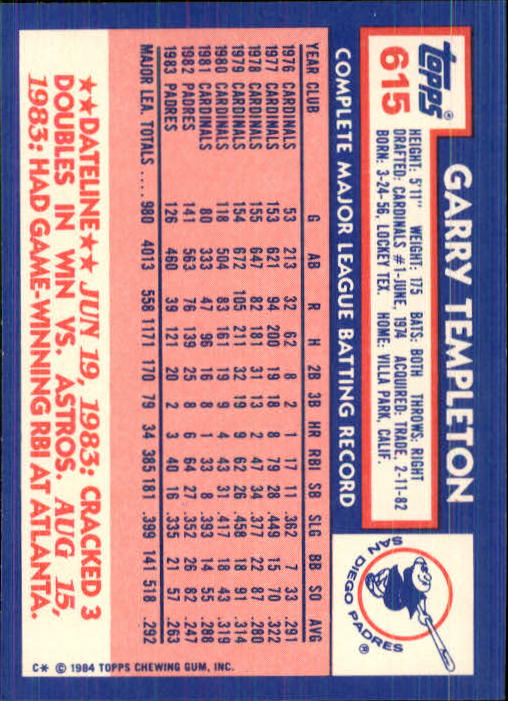 topps®
615
GARRY TEMPLETON
HEIGHT: 5'11" WEIGHT: 175 BATS: BOTH THROWS: RIGHT
DRAFTED: CARDINALS #1-JUNE, 1974 ACQUIRED: TRADE, 2-11-82
BORN: 3-24-56, LOCKEY TEX. HOME: VILLA PARK, CALIF.
SAN DIEGO PADRES ®
COMPLETE MAJOR LEAGUE BATTING RECORD
YEAR CLUB G AB R H 2B 3B HR RBI SB SLG BB SO AVG
1976 CARDINALS 53 213 32 62 8 2 1 17 11 .362 7 33 .291
1977 CARDINALS 153 621 94 200 19 18 8 79 28 .449 15 70 .322
1978 CARDINALS 155 647 82 181 31 13 2 47 34 .377 22 87 .280
1979 CARDINALS 154 672 105 211 32 19 9 62 26 .458 18 91 .314
1980 CARDINALS 118 504 83 161 19 9 4 43 31 .417 18 43 .319
1981 CARDINALS 80 333 47 96 16 8 1 33 8 .393 14 55 .288
1982 PADRES 141 563 76 139 25 8 6 64 27 .352 26 82 .247
1983 PADRES 126 460 39 121 20 2 3 40 16 .335 21 57 .263
MAJOR LEA. TOTALS .... 980 4013 558 1171 170 79 34 385 181 .399 141 518 .292
★★DATELINE★★ JUN 19, 1983: CRACKED 3
DOUBLES IN WIN VS. ASTROS. AUG 15,
1983: HAD GAME-WINNING RBI AT ATLANTA.
C* © 1984 TOPPS CHEWING GUM, INC.